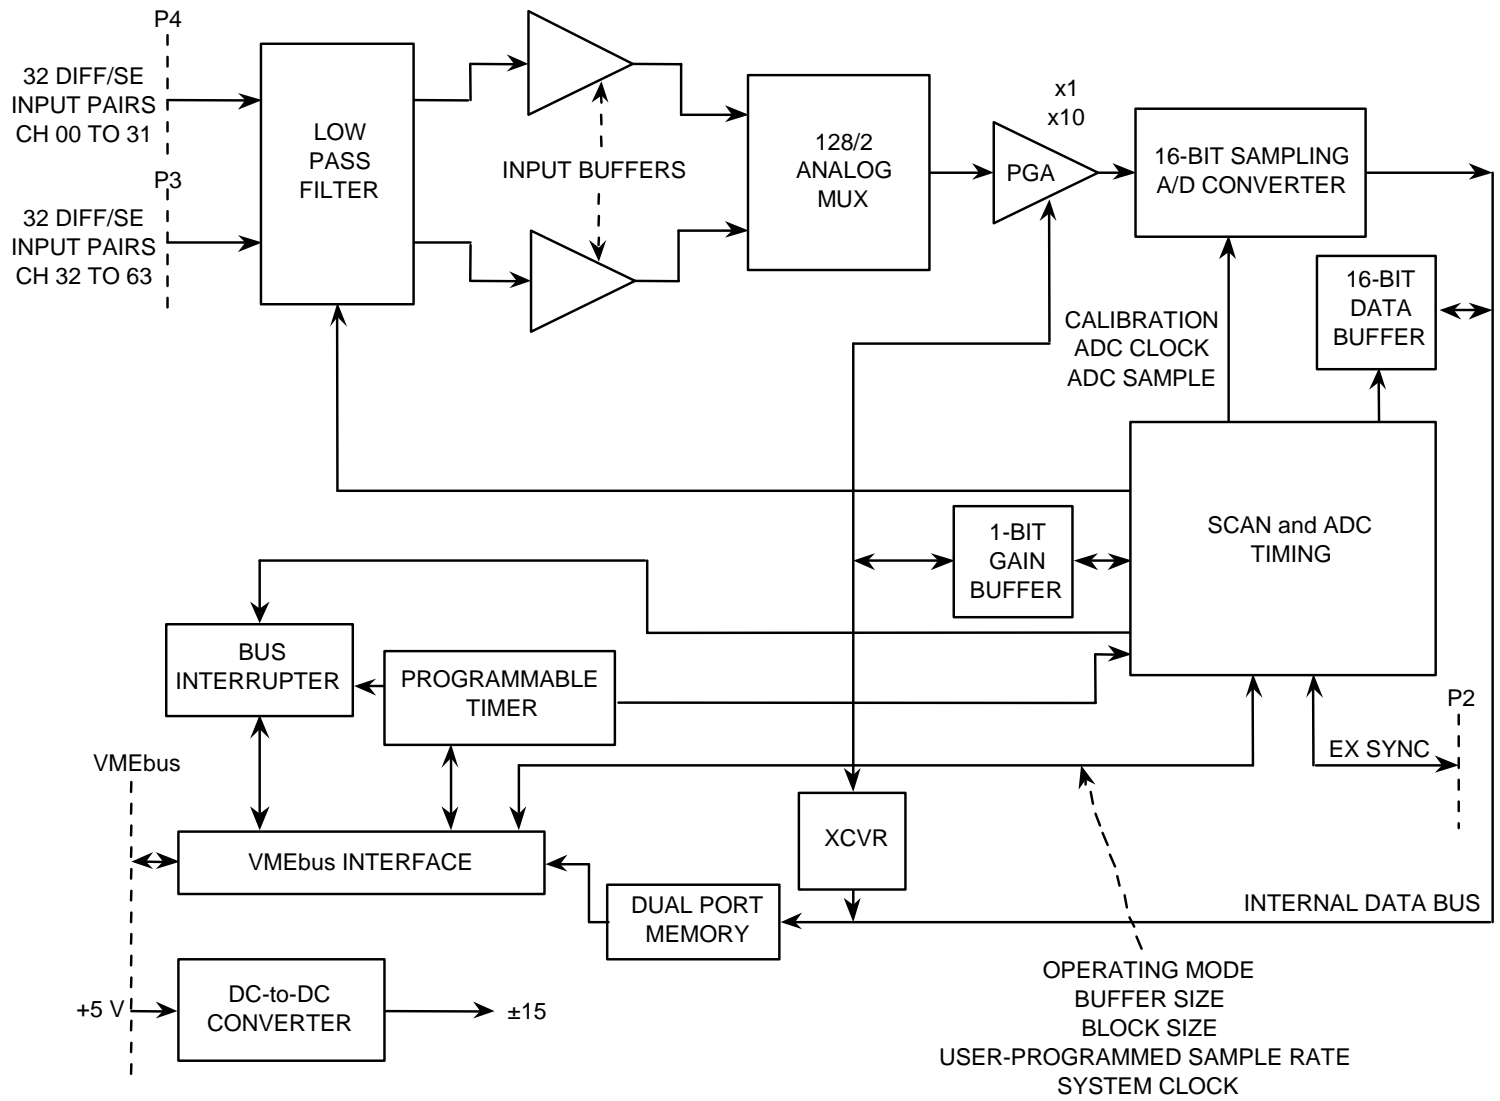 P4
32 DIFF/SE
INPUT PAIRS
CH 00 TO 31
P3
32 DIFF/SE
INPUT PAIRS
CH 32 TO 63
LOW
PASS
FILTER
INPUT BUFFERS
128/2
ANALOG
MUX
x1
x10
PGA
16-BIT SAMPLING
A/D CONVERTER
16-BIT
DATA
BUFFER
CALIBRATION
ADC CLOCK
ADC SAMPLE
SCAN and ADC
TIMING
1-BIT
GAIN
BUFFER
BUS
INTERRUPTER
PROGRAMMABLE
TIMER
P2
EX SYNC
VMEbus
XCVR
VMEbus INTERFACE
DUAL PORT
MEMORY
INTERNAL DATA BUS
+5 V
DC-to-DC
CONVERTER
±15
OPERATING MODE
BUFFER SIZE
BLOCK SIZE
USER-PROGRAMMED SAMPLE RATE
SYSTEM CLOCK